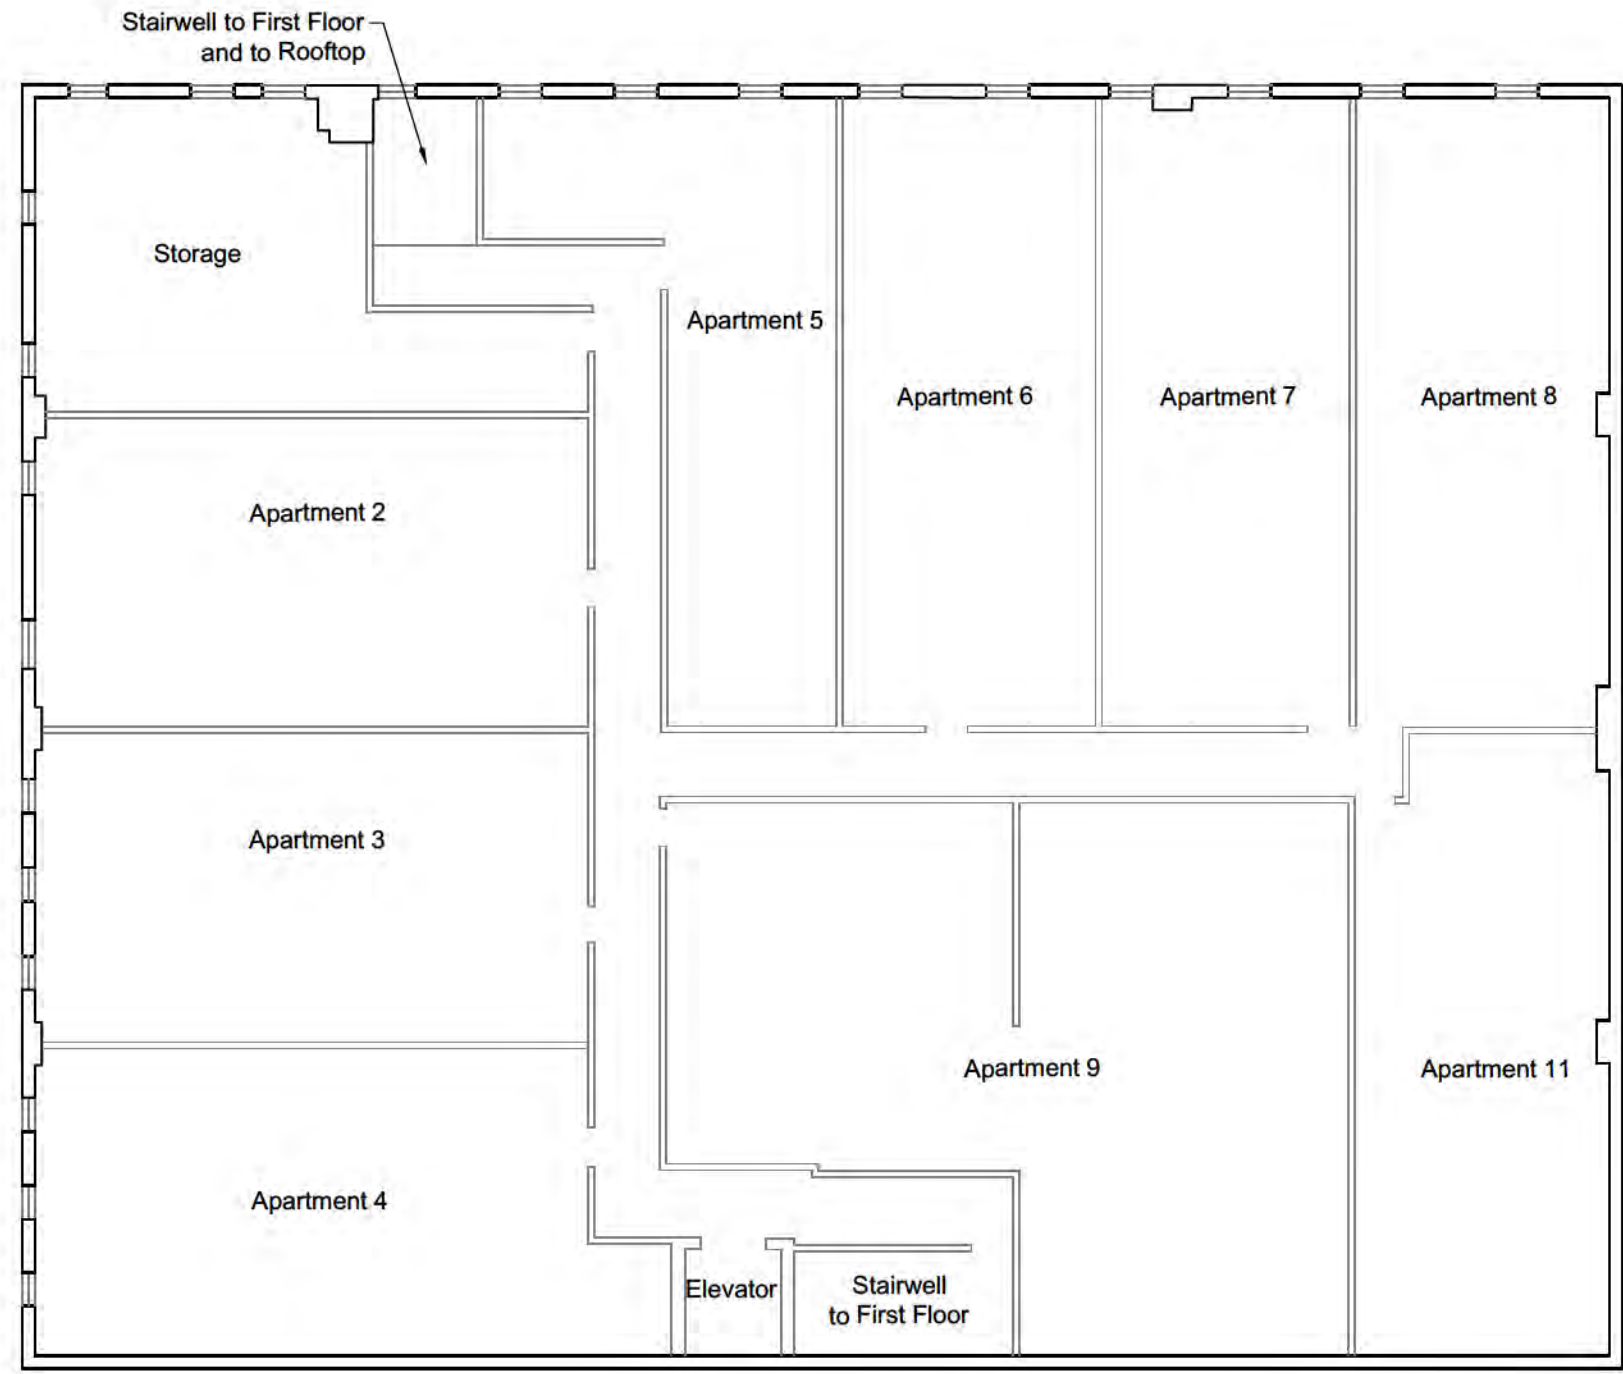 Stairwell to First Floor
and to Rooftop
Storage
Apartment 5
Apartment 6
Apartment 7
Apartment 8
Apartment 2
Apartment 3
Apartment 9
Apartment 11
Apartment 4
Elevator
Stairwell
to First Floor